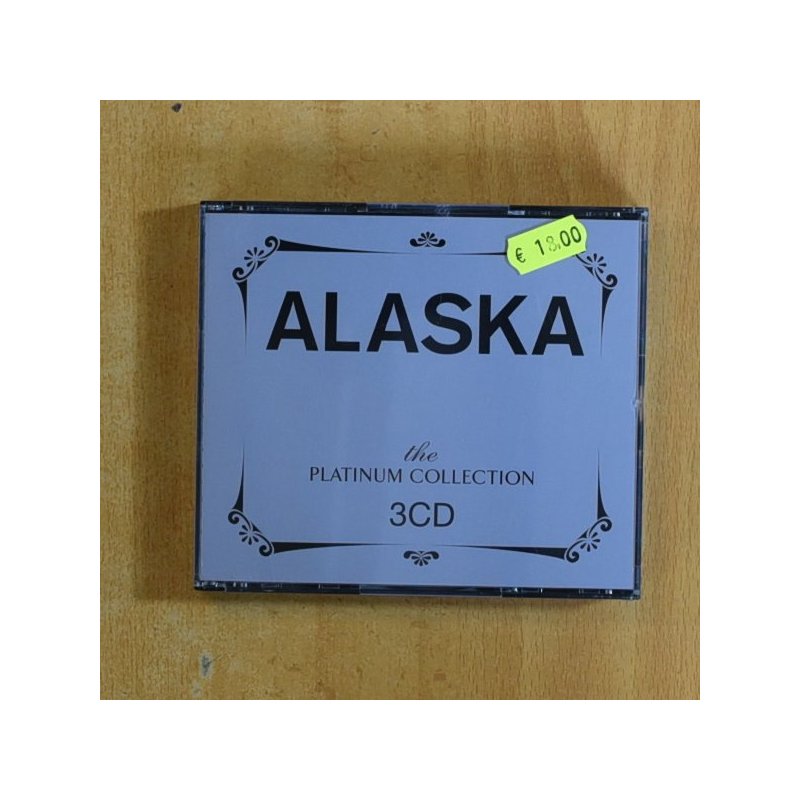 € 18,00
ALASKA
the
PLATINUM COLLECTION
3CD